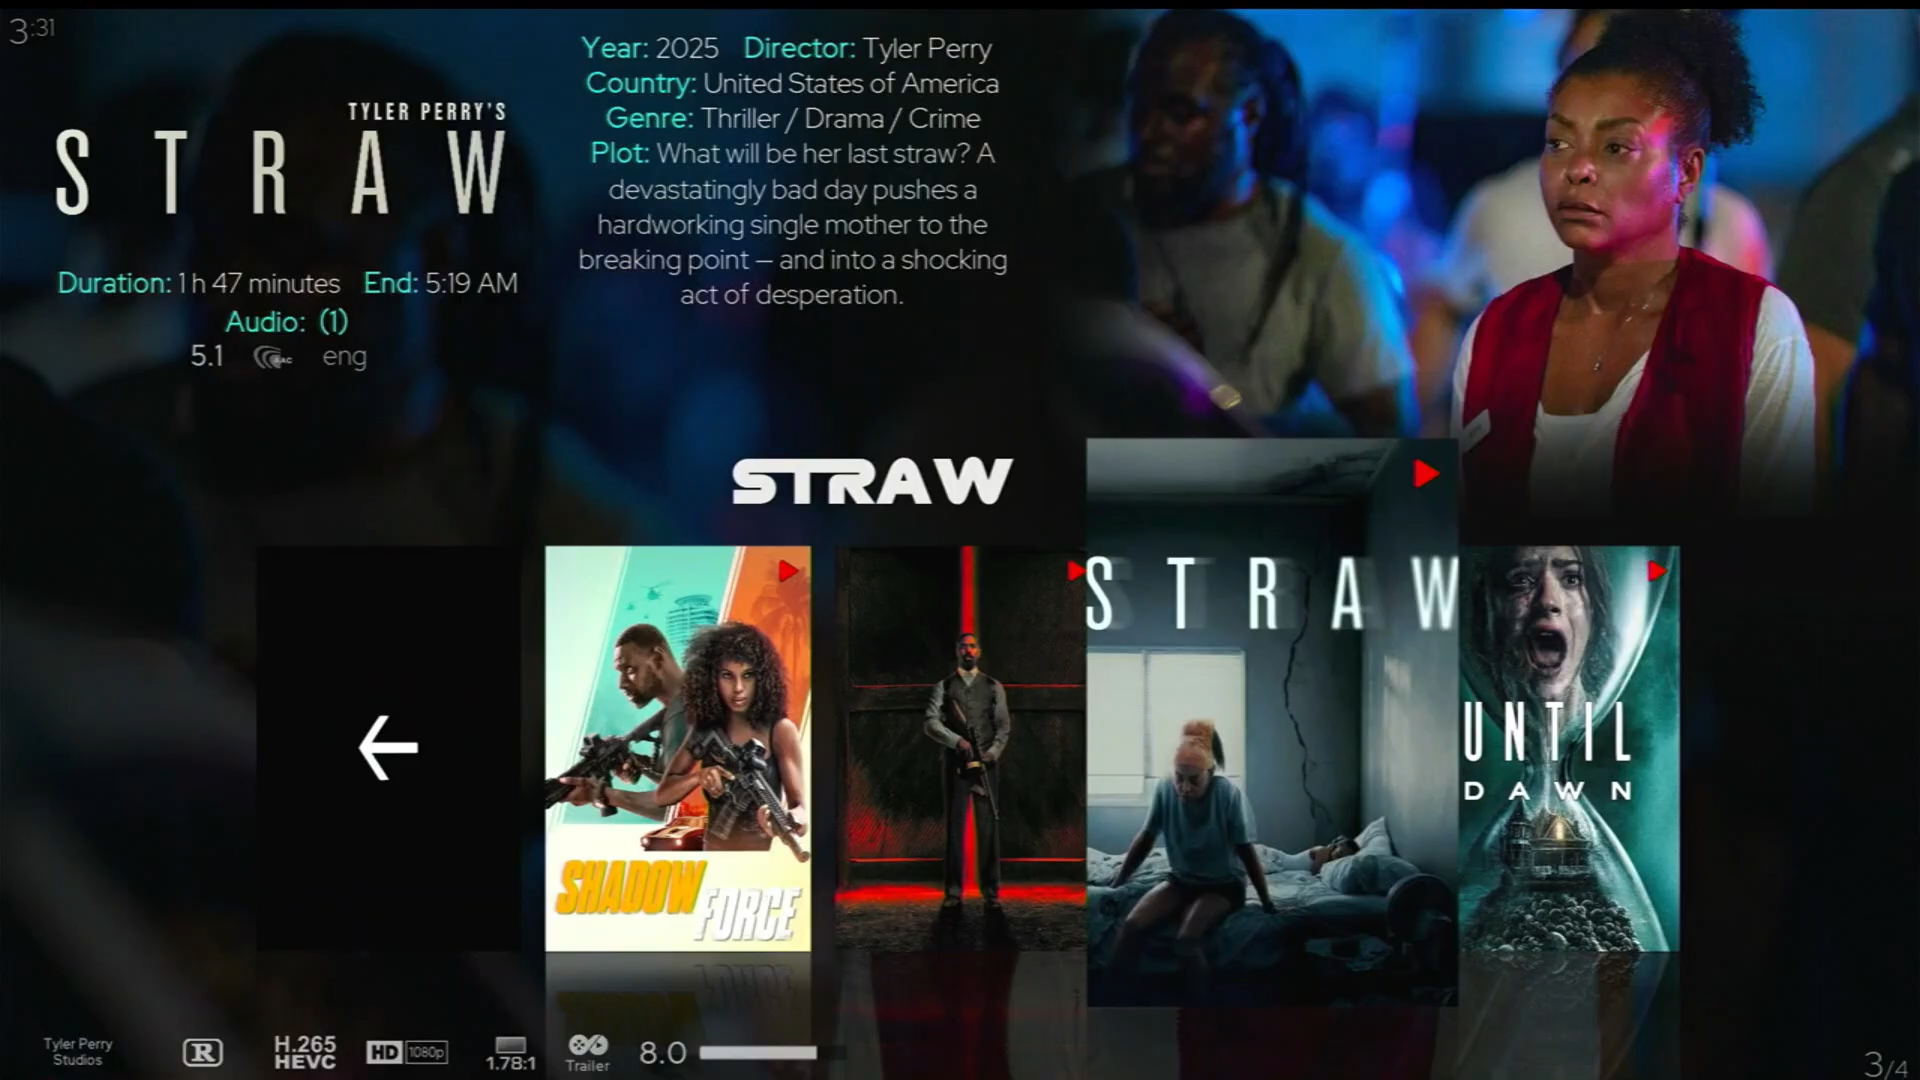 3:31
TYLER PERRY'S
STRAW
Duration: 1 h 47 minutes End: 5:19 AM
Audio: (1)
5.1 eng
Year: 2025 Director: Tyler Perry
Country: United States of America
Genre: Thriller / Drama / Crime
Plot: What will be her last straw? A
devastatingly bad day pushes a
hardworking single mother to the
breaking point – and into a shocking
act of desperation.
STRAW
SHADOW
FORCE
STRAW
UNTIL
DAWN
Tyler Perry
Studios
R
H.265
HEVC
HD 1080p
1.78:1
Trailer
8.0
3/4